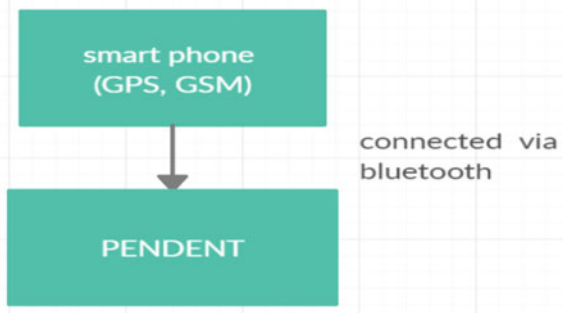 smart phone
(GPS, GSM)
connected via
bluetooth
PENDENT